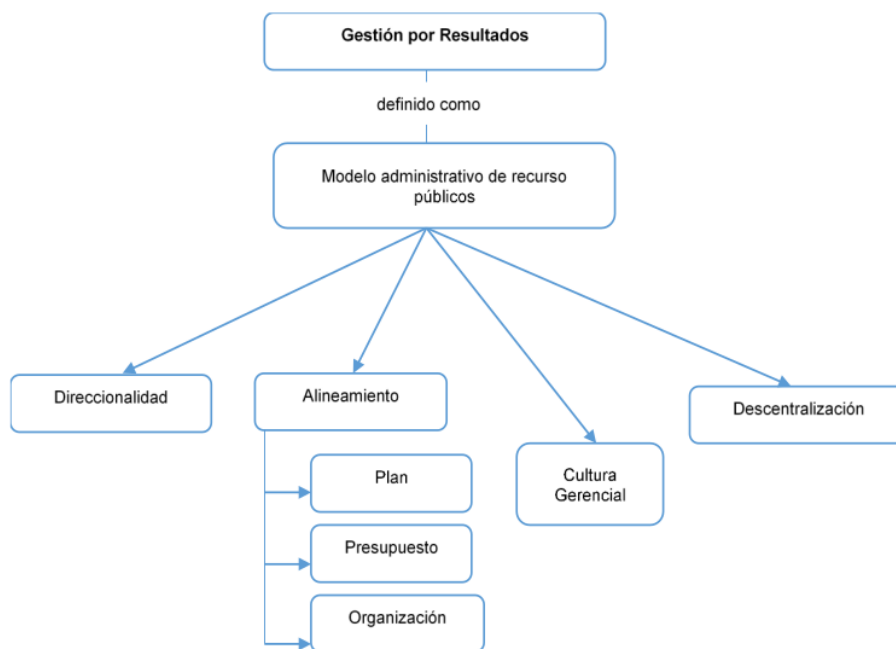 Gestión por Resultados
definido como
Modelo administrativo de recurso
públicos
Direccionalidad
Alineamiento
Descentralización
Cultura
Gerencial
Plan
Presupuesto
Organización